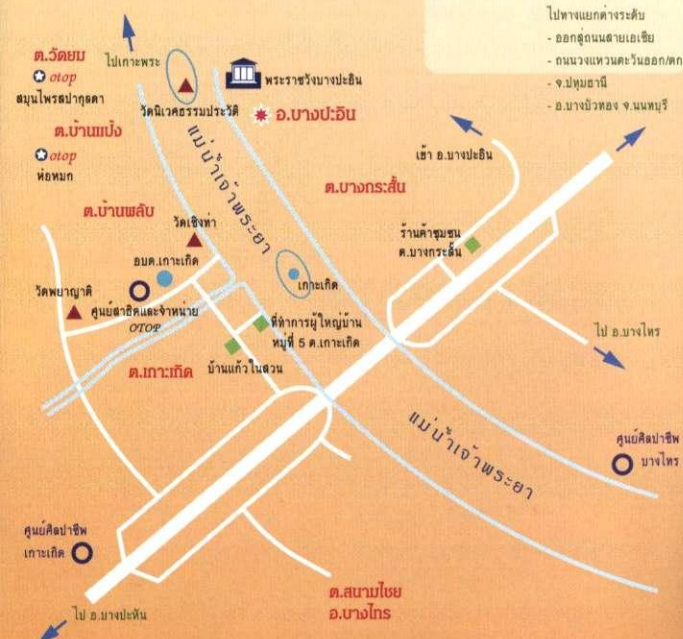 ไปทางแยกต่างระดับ
- ออกสู่ถนนสายเอเชีย
- ถนนวงแหวนตะวันออก/ตก
- จ.ปทุมธานี
- อ.บางบัวทอง จ.นนทบุรี
ไปเกาะพระ
ต.วัดยม
otop
สมุนไพรสปากุลดา
พระราชวังบางปะอิน
วัดนิเวศธรรมประวัติ
อ.บางปะอิน
ต.บ้านแป้ง
otop
ห่อหมก
แม่น้ำเจ้าพระยา
เข้า อ.บางปะอิน
ต.บางกระสั้น
ต.บ้านพลับ
วัดเชิงท่า
ร้านค้าชุมชน
ต.บางกระสั้น
อบต.เกาะเกิด
เกาะเกิด
วัดพยาญาติ
ศูนย์สาธิตและจำหน่าย
OTOP
ที่ทำการผู้ใหญ่บ้าน
หมู่ที่ 5 ต.เกาะเกิด
ไป อ.บางไทร
ต.เกาะเกิด
บ้านแก้วในสวน
แม่น้ำเจ้าพระยา
ศูนย์ศิลปาชีพ
บางไทร
ศูนย์ศิลปาชีพ
เกาะเกิด
ต.สนามไชย
อ.บางไทร
ไป อ.บางปะหัน